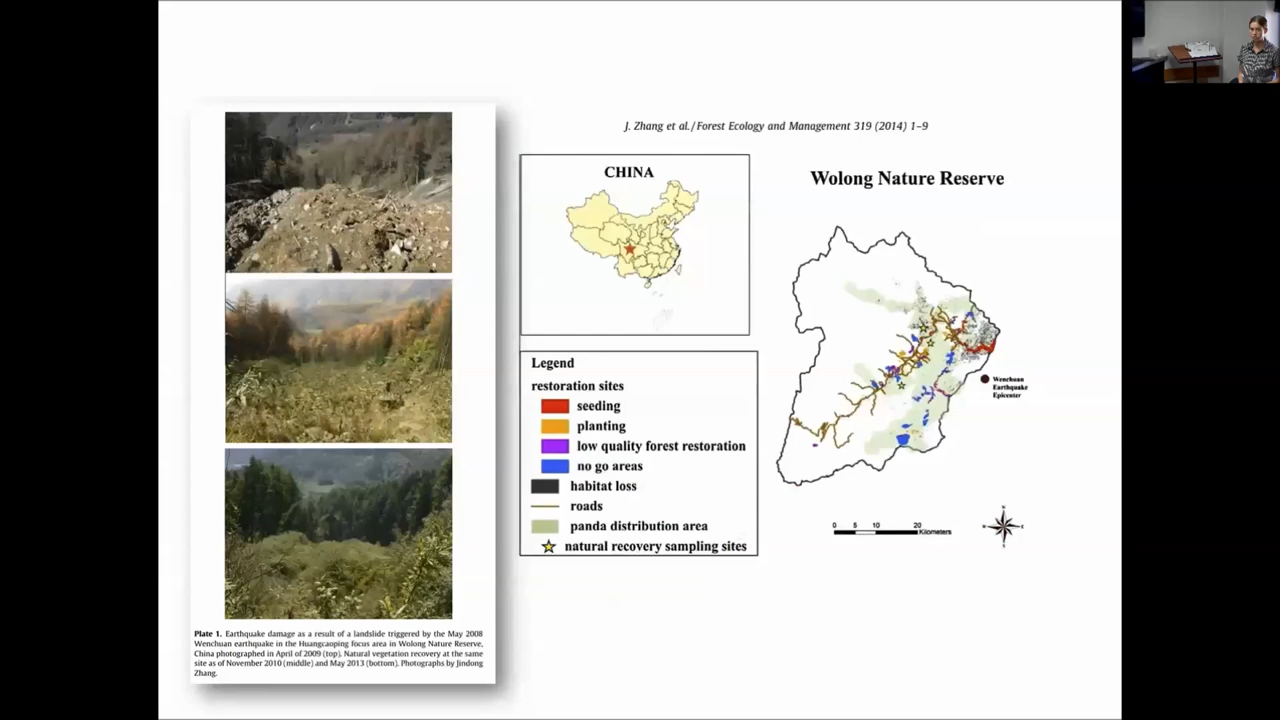 J. Zhang et al./Forest Ecology and Management 319 (2014) 1–9
CHINA
Wolong Nature Reserve
Wenchuan
Earthquake
Epicenter
Legend
restoration sites
seeding
planting
low quality forest restoration
no go areas
habitat loss
roads
panda distribution area
natural recovery sampling sites
0 5 10 20
Kilometers
N
W E
S
Plate 1. Earthquake damage as a result of a landslide triggered by the May 2008
Wenchuan earthquake in the Huangcaoping focus area in Wolong Nature Reserve,
China photographed in April of 2009 (top). Natural vegetation recovery at the same
site as of November 2010 (middle) and May 2013 (bottom). Photographs by Jindong
Zhang.